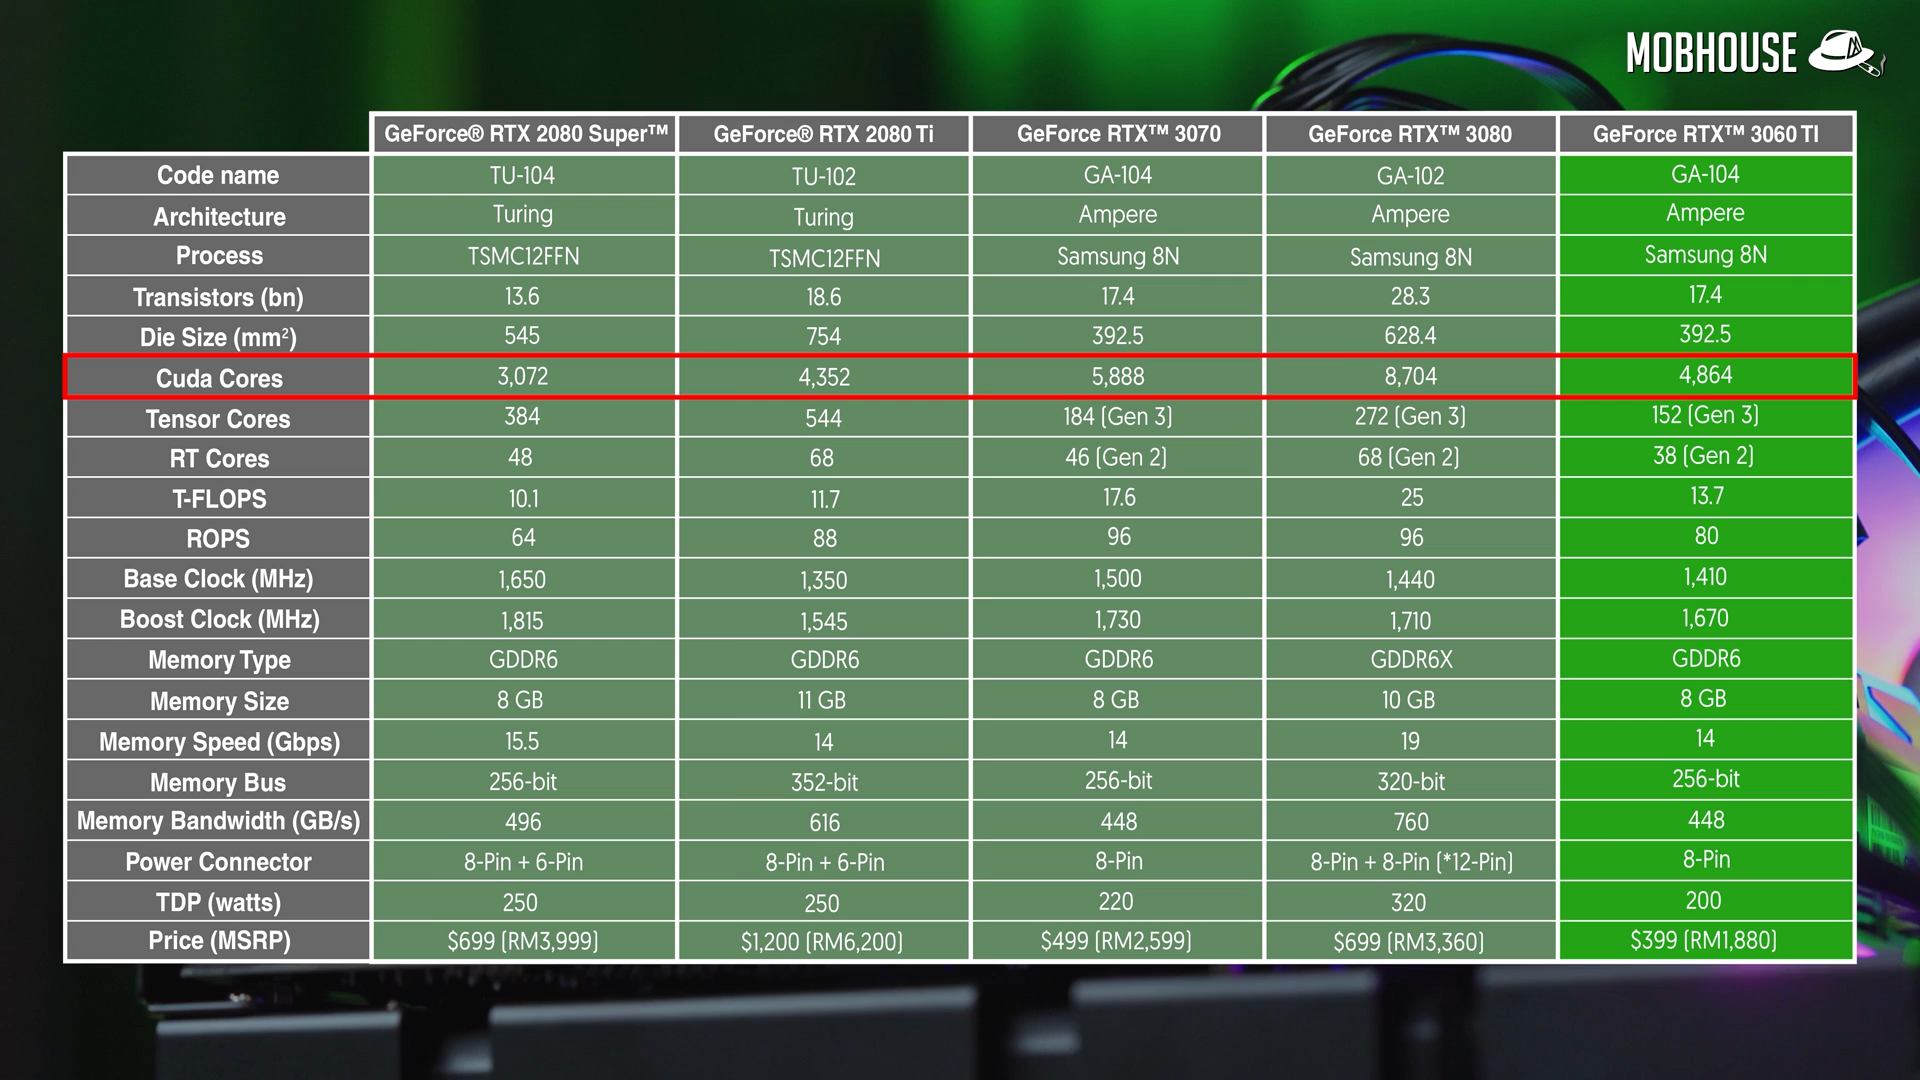 MOBHOUSE
GeForce® RTX 2080 Super™ GeForce® RTX 2080 Ti GeForce RTX™ 3070 GeForce RTX™ 3080 GeForce RTX™ 3060 TI
Code name TU-104 TU-102 GA-104 GA-102 GA-104
Architecture Turing Turing Ampere Ampere Ampere
Process TSMC12FFN TSMC12FFN Samsung 8N Samsung 8N Samsung 8N
Transistors (bn) 13.6 18.6 17.4 28.3 17.4
Die Size (mm²) 545 754 392.5 628.4 392.5
Cuda Cores 3,072 4,352 5,888 8,704 4,864
Tensor Cores 384 544 184 (Gen 3) 272 (Gen 3) 152 (Gen 3)
RT Cores 48 68 46 (Gen 2) 68 (Gen 2) 38 (Gen 2)
T-FLOPS 10.1 11.7 17.6 25 13.7
ROPS 64 88 96 96 80
Base Clock (MHz) 1,650 1,350 1,500 1,440 1,410
Boost Clock (MHz) 1,815 1,545 1,730 1,710 1,670
Memory Type GDDR6 GDDR6 GDDR6 GDDR6X GDDR6
Memory Size 8 GB 11 GB 8 GB 10 GB 8 GB
Memory Speed (Gbps) 15.5 14 14 19 14
Memory Bus 256-bit 352-bit 256-bit 320-bit 256-bit
Memory Bandwidth (GB/s) 496 616 448 760 448
Power Connector 8-Pin + 6-Pin 8-Pin + 6-Pin 8-Pin 8-Pin + 8-Pin (*12-Pin) 8-Pin
TDP (watts) 250 250 220 320 200
Price (MSRP) $699 (RM3,999) $1,200 (RM6,200) $499 (RM2,599) $699 (RM3,360) $399 (RM1,880)